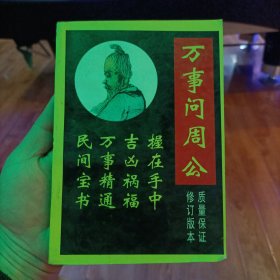 万事问周公
握在手中
吉凶祸福
万事精通
民间宝书
质量保证
修订版本